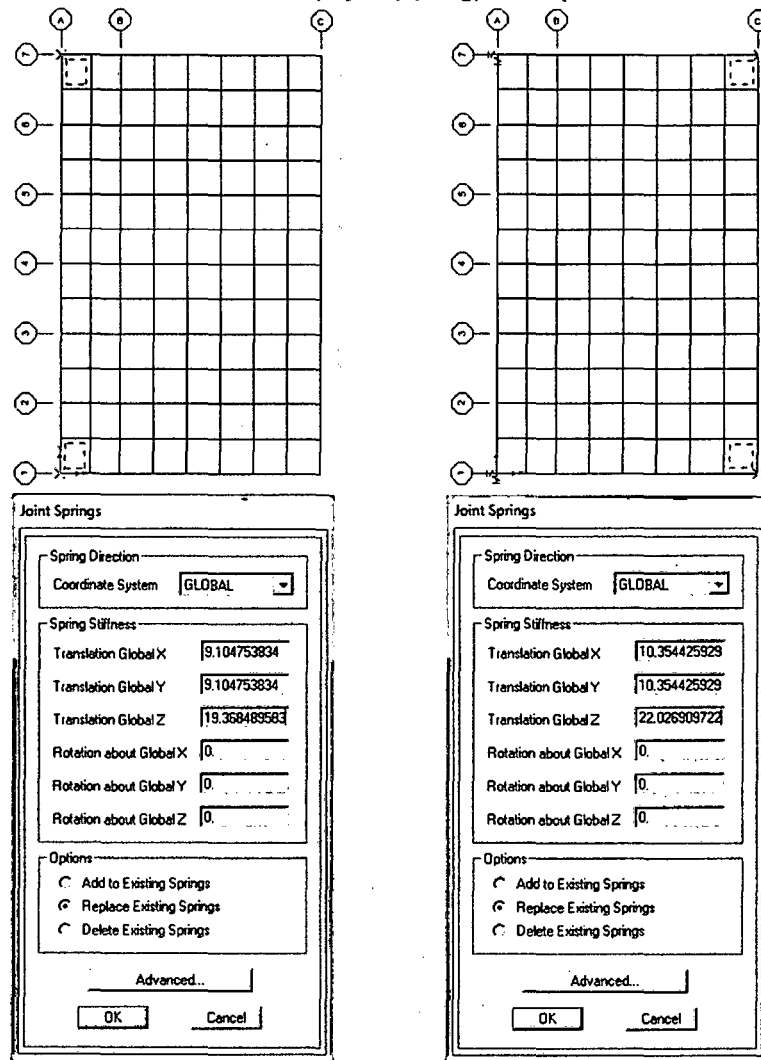 A B C
7
6
5
4
3
2
1
Joint Springs
Spring Direction
Coordinate System GLOBAL
Spring Stiffness
Translation Global X 9.104753834
Translation Global Y 9.104753834
Translation Global Z 19.368489583
Rotation about Global X 0.
Rotation about Global Y 0.
Rotation about Global Z 0.
Options
Add to Existing Springs
Replace Existing Springs
Delete Existing Springs
Advanced...
OK Cancel
A B C
7
6
5
4
3
2
1
Joint Springs
Spring Direction
Coordinate System GLOBAL
Spring Stiffness
Translation Global X 10.354425929
Translation Global Y 10.354425929
Translation Global Z 22.026909722
Rotation about Global X 0.
Rotation about Global Y 0.
Rotation about Global Z 0.
Options
Add to Existing Springs
Replace Existing Springs
Delete Existing Springs
Advanced...
OK Cancel